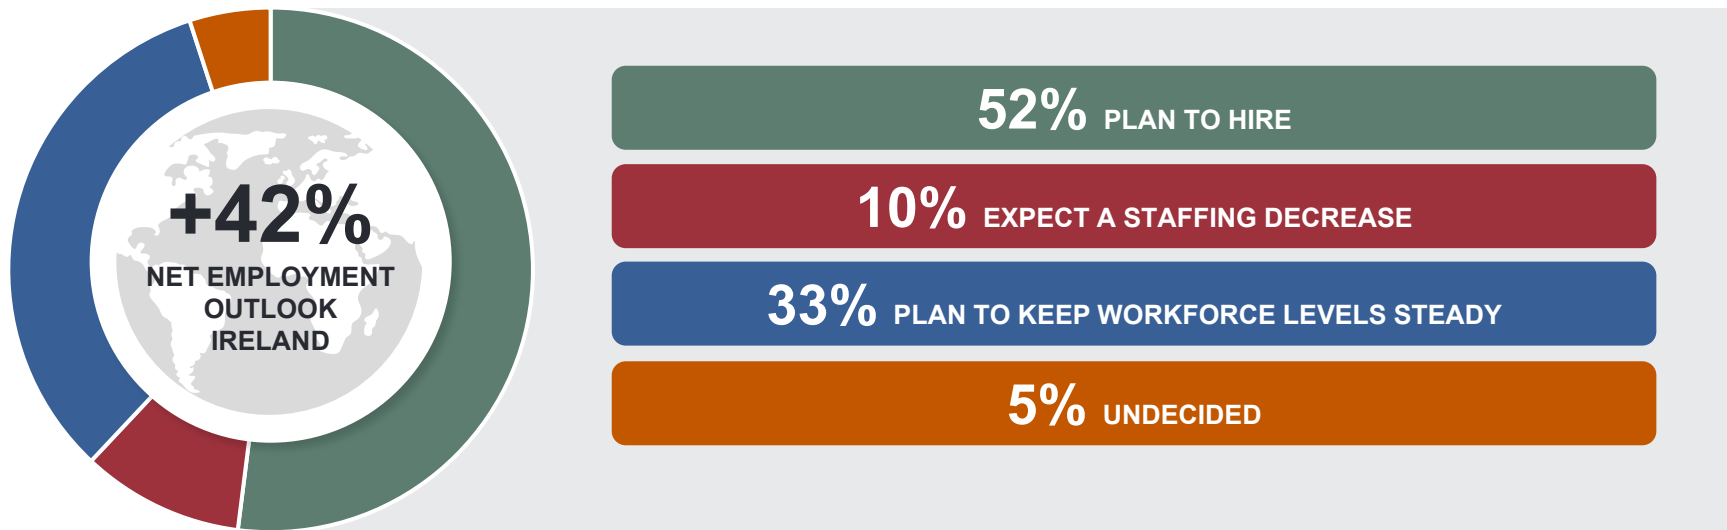 +42%
NET EMPLOYMENT
OUTLOOK
IRELAND
52% PLAN TO HIRE
10% EXPECT A STAFFING DECREASE
33% PLAN TO KEEP WORKFORCE LEVELS STEADY
5% UNDECIDED